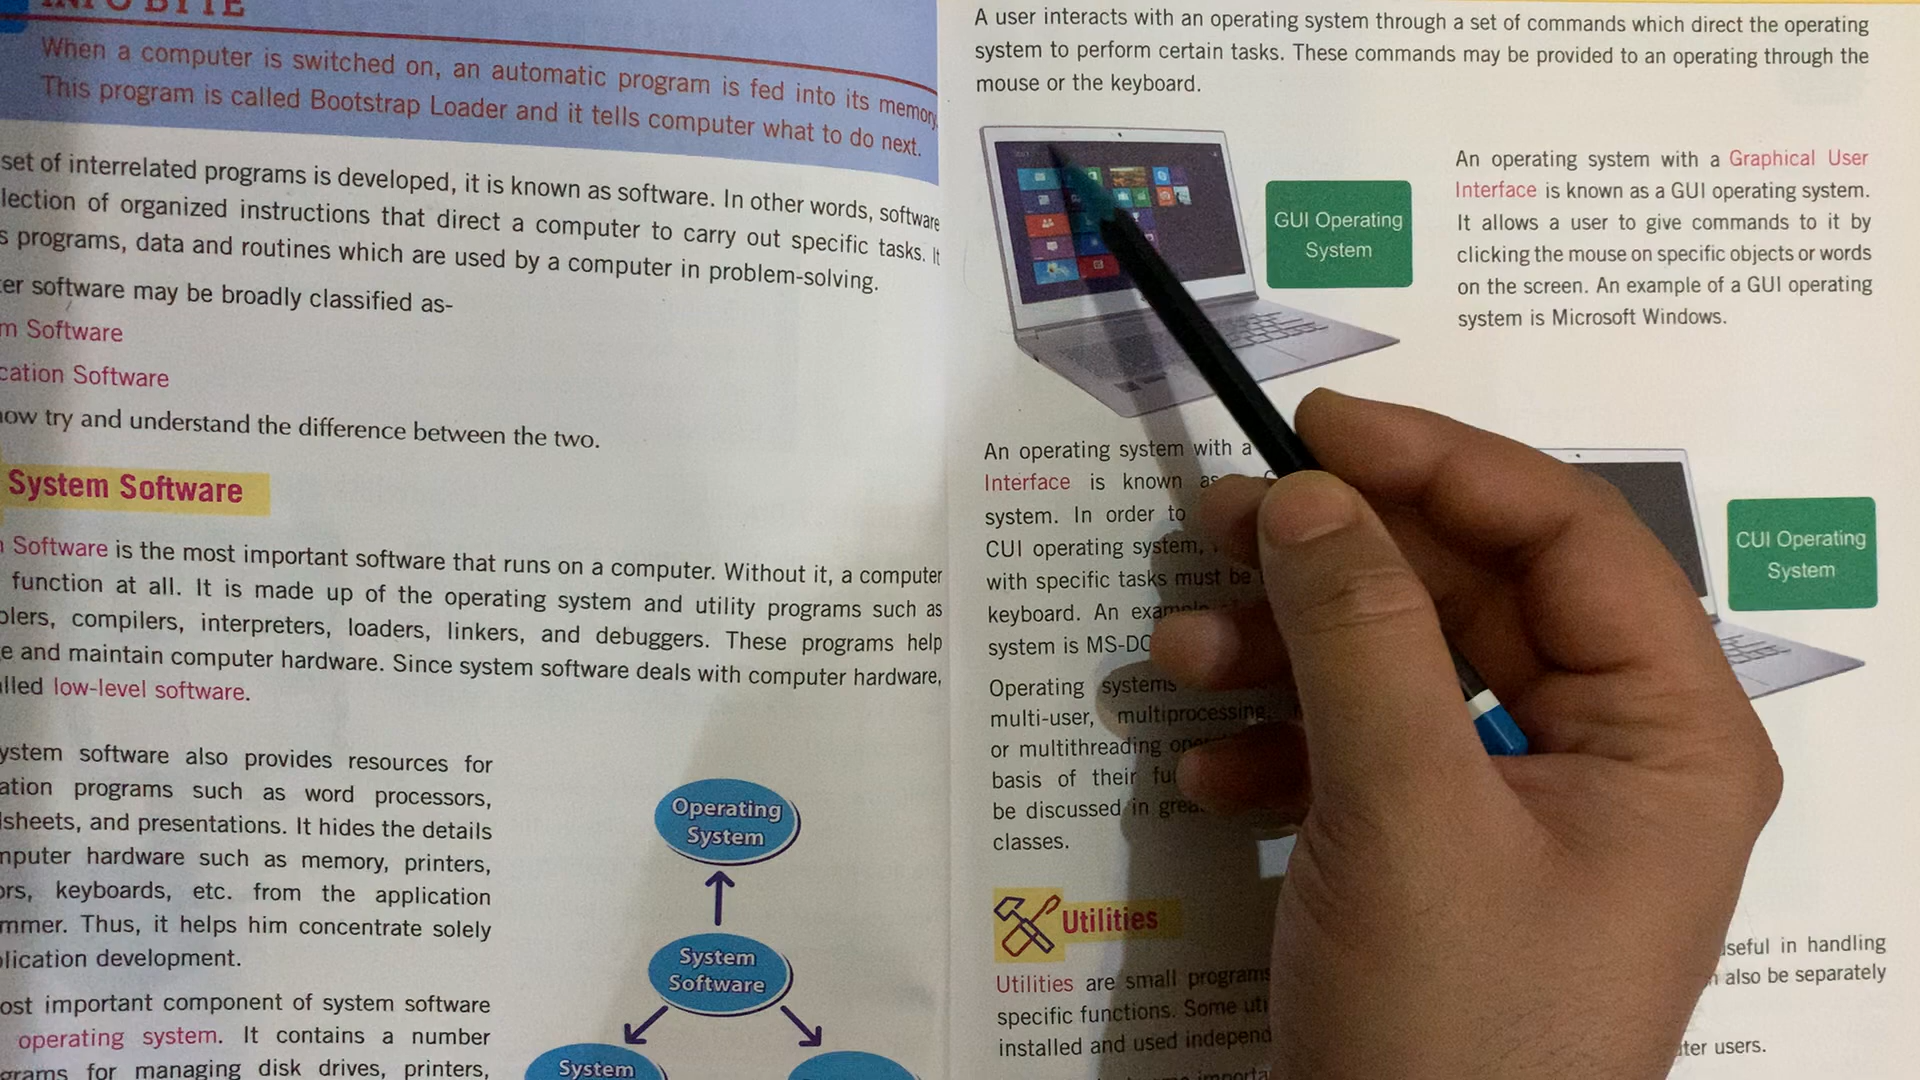 INFO BYTE
When a computer is switched on, an automatic program is fed into its memory.
This program is called Bootstrap Loader and it tells computer what to do next.
set of interrelated programs is developed, it is known as software. In other words, software
lection of organized instructions that direct a computer to carry out specific tasks. It
s programs, data and routines which are used by a computer in problem-solving.
er software may be broadly classified as-
m Software
cation Software
now try and understand the difference between the two.
System Software
Software is the most important software that runs on a computer. Without it, a computer
function at all. It is made up of the operating system and utility programs such as
blers, compilers, interpreters, loaders, linkers, and debuggers. These programs help
e and maintain computer hardware. Since system software deals with computer hardware,
alled low-level software.
ystem software also provides resources for
ation programs such as word processors,
dsheets, and presentations. It hides the details
mputer hardware such as memory, printers,
ors, keyboards, etc. from the application
mmer. Thus, it helps him concentrate solely
plication development.
ost important component of system software
operating system. It contains a number
grams for managing disk drives, printers,
Operating
System
System
Software
System
A user interacts with an operating system through a set of commands which direct the operating
system to perform certain tasks. These commands may be provided to an operating through the
mouse or the keyboard.
GUI Operating
System
An operating system with a Graphical User
Interface is known as a GUI operating system.
It allows a user to give commands to it by
clicking the mouse on specific objects or words
on the screen. An example of a GUI operating
system is Microsoft Windows.
An operating system with a
Interface is known as
system. In order to
CUI operating system,
with specific tasks must be
keyboard. An example
system is MS-DO
CUI Operating
System
Operating systems
multi-user, multiprocessing,
or multithreading
basis of their
be discussed in
classes.
Utilities
Utilities are small programs
specific functions. Some
installed and used independ
useful in handling
also be separately
users.